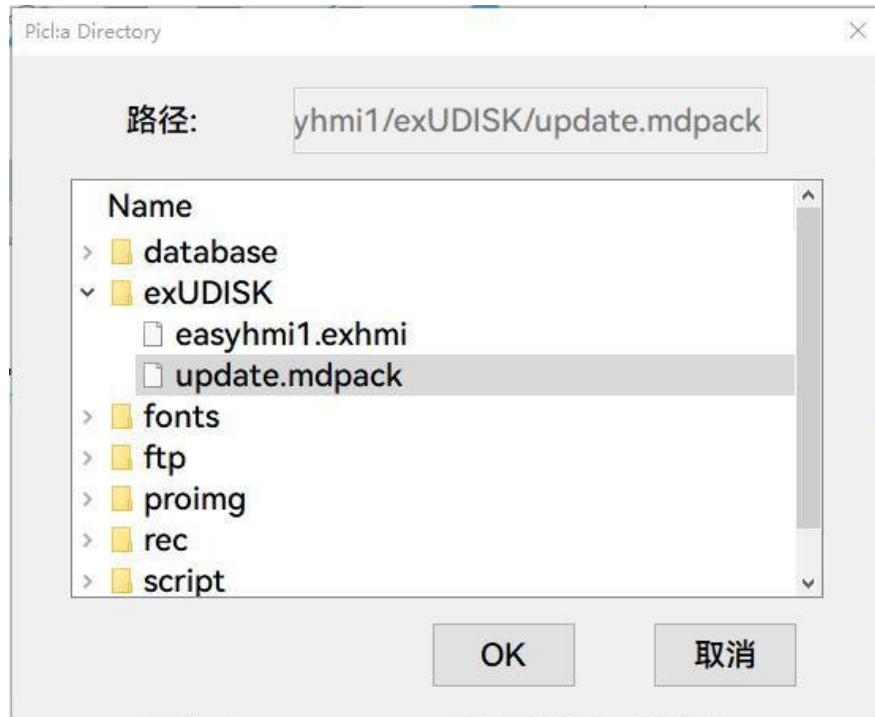 Picl:a Directory
路径:
yhmi1/exUDISK/update.mdpack
Name
database
exUDISK
easyhmi1.exhmi
update.mdpack
fonts
ftp
proimg
rec
script
OK
取消